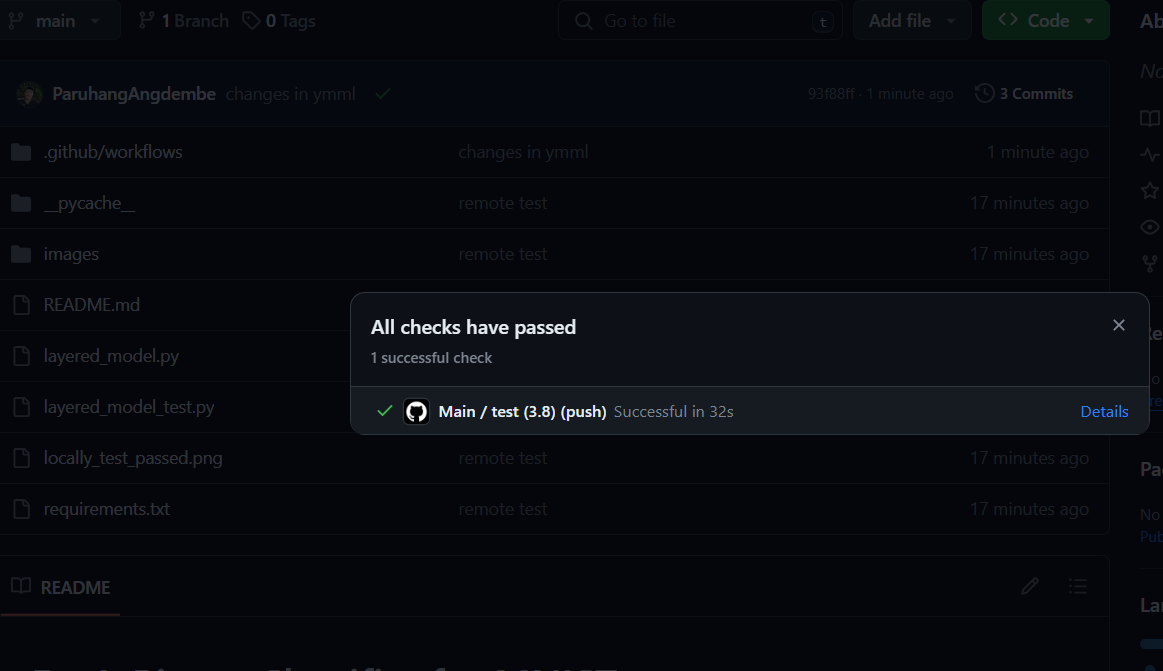 main 1 Branch 0 Tags Go to file t Add file Code Ab
ParuhangAngdembe changes in ymml 93f88ff · 1 minute ago 3 Commits
.github/workflows changes in ymml 1 minute ago
__pycache__ remote test 17 minutes ago
images remote test 17 minutes ago
README.md
layered_model.py
layered_model_test.py
All checks have passed
1 successful check
Main / test (3.8) (push) Successful in 32s Details
locally_test_passed.png remote test 17 minutes ago
requirements.txt remote test 17 minutes ago
No
Pub
README